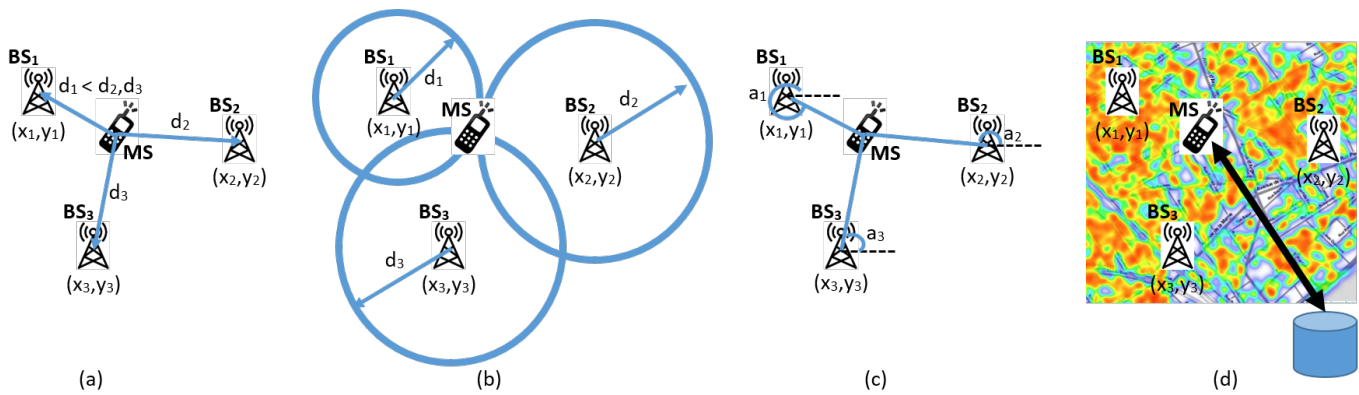 BS₁
d₁ < d₂,d₃
BS₂
d₂
(x₁,y₁)
MS
(x₂,y₂)
d₃
BS₃
(x₃,y₃)
(a)
BS₁
d₁
MS
d₂
BS₂
(x₁,y₁)
(x₂,y₂)
BS₃
d₃
(x₃,y₃)
(b)
BS₁
a₁
BS₂
a₂
(x₁,y₁)
MS
(x₂,y₂)
BS₃
a₃
(x₃,y₃)
(c)
BS₁
MS
BS₂
(x₁,y₁)
(x₂,y₂)
BS₃
(x₃,y₃)
(d)